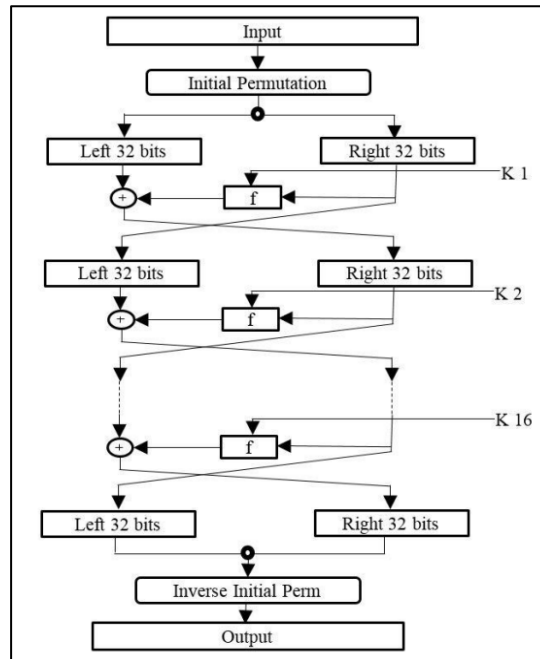 Input
Initial Permutation
Left 32 bits
Right 32 bits
K 1
+
f
Left 32 bits
Right 32 bits
K 2
+
f
K 16
+
f
Left 32 bits
Right 32 bits
Inverse Initial Perm
Output